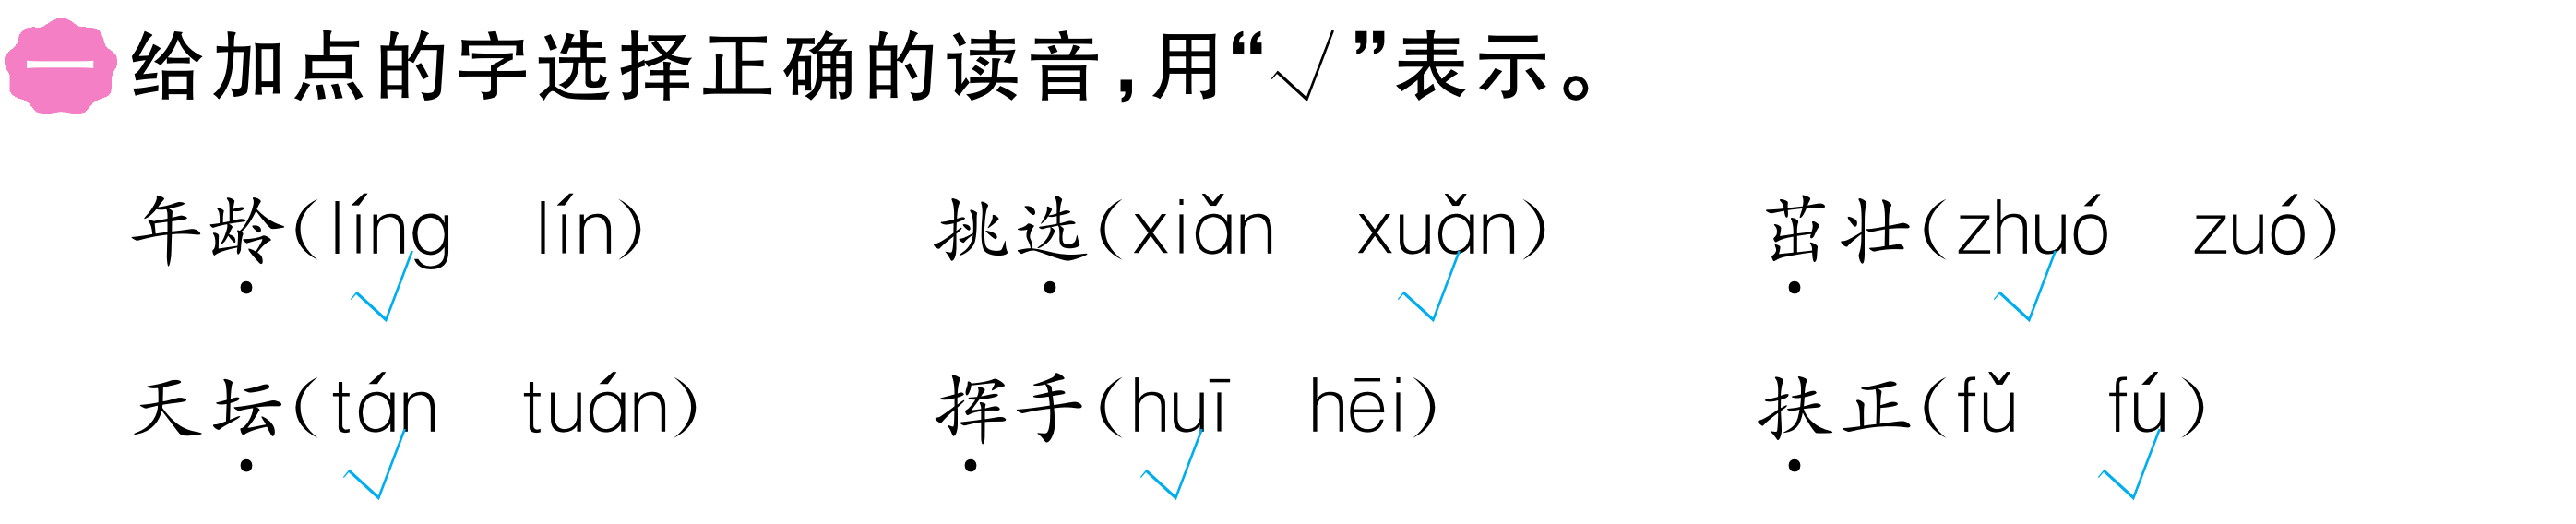 一 给加点的字选择正确的读音,用“√”表示。
年龄(líng lín) 挑选(xiǎn xuǎn) 茁壮(zhuó zuó)
√ √ √
天坛(tán tuán) 挥手(huī hēi) 扶正(fǔ fú)
√ √ √